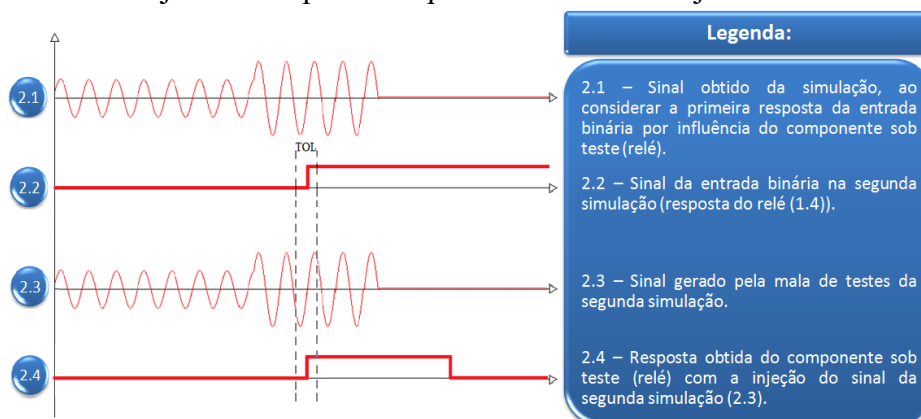 Legenda:
2.1
2.1 – Sinal obtido da simulação, ao
considerar a primeira resposta da entrada
binária por influência do componente sob
teste (relé).
TOL
2.2
2.2 – Sinal da entrada binária na segunda
simulação (resposta do relé (1.4)).
2.3
2.3 – Sinal gerado pela mala de testes da
segunda simulação.
2.4
2.4 – Resposta obtida do componente sob
teste (relé) com a injeção do sinal da
segunda simulação (2.3).